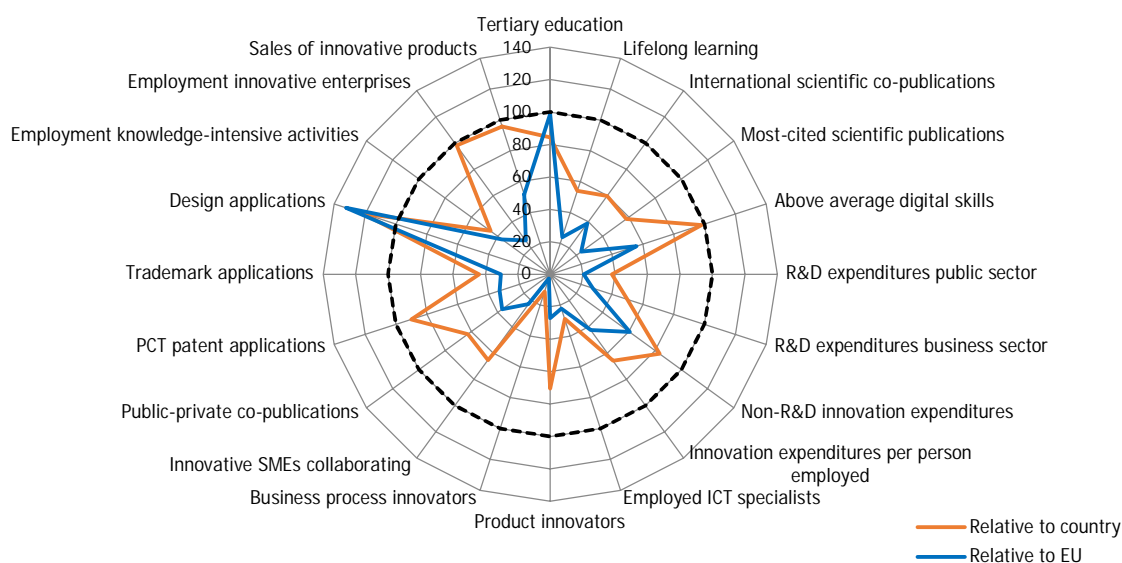 Tertiary education
Lifelong learning
International scientific co-publications
Most-cited scientific publications
Above average digital skills
R&D expenditures public sector
R&D expenditures business sector
Non-R&D innovation expenditures
Innovation expenditures per person
employed
Employed ICT specialists
Product innovators
Business process innovators
Innovative SMEs collaborating
Public-private co-publications
PCT patent applications
Trademark applications
Design applications
Employment knowledge-intensive activities
Employment innovative enterprises
Sales of innovative products
140
120
100
80
60
40
20
0
Relative to country
Relative to EU